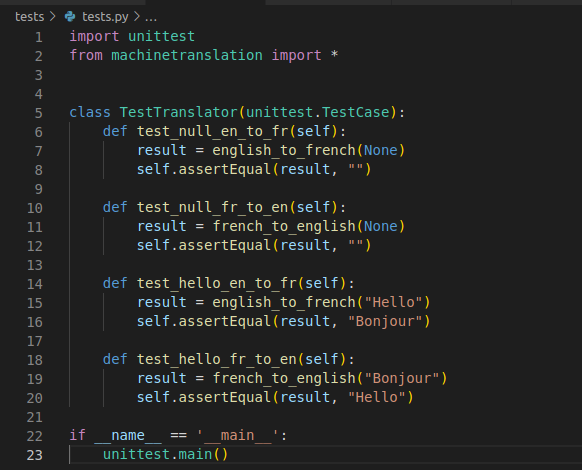 tests > tests.py > ...
1 import unittest
2 from machinetranslation import *
3
4
5 class TestTranslator(unittest.TestCase):
6     def test_null_en_to_fr(self):
7         result = english_to_french(None)
8         self.assertEqual(result, "")
9
10     def test_null_fr_to_en(self):
11         result = french_to_english(None)
12         self.assertEqual(result, "")
13
14     def test_hello_en_to_fr(self):
15         result = english_to_french("Hello")
16         self.assertEqual(result, "Bonjour")
17
18     def test_hello_fr_to_en(self):
19         result = french_to_english("Bonjour")
20         self.assertEqual(result, "Hello")
21
22 if __name__ == '__main__':
23     unittest.main()